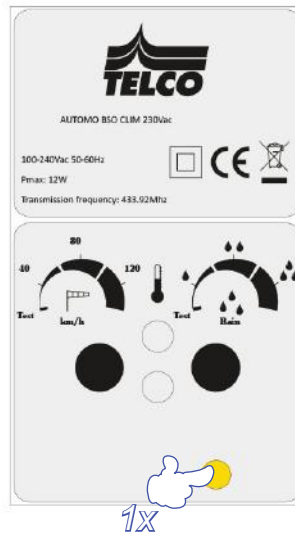 TELCO
AUTOMO BSO CLIM 230Vac
100-240Vac 50-60Hz
Pmax: 12W
Transmission frequency: 433.92Mhz
CE
80
40
120
Test
km/h
Test
Rain
1x